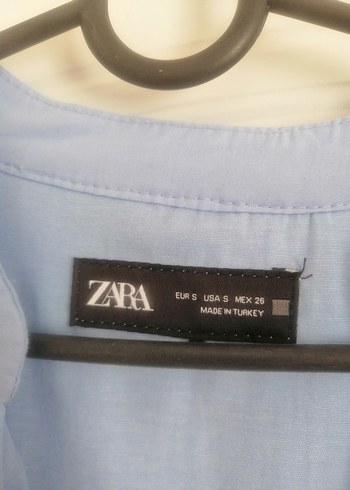 ZARA
EUR S USA S MEX 26
MADE IN TURKEY